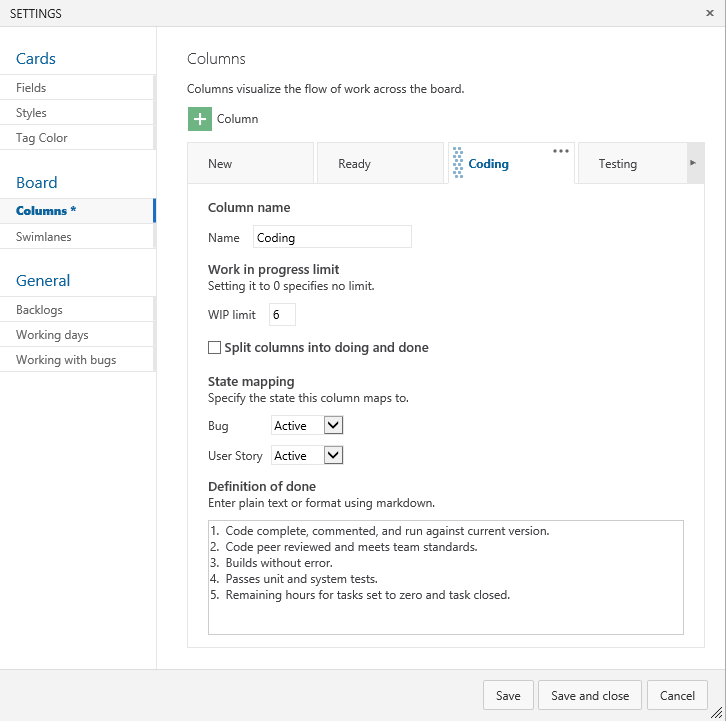 SETTINGS
Cards
Fields
Styles
Tag Color
Board
Columns *
Swimlanes
General
Backlogs
Working days
Working with bugs
Columns
Columns visualize the flow of work across the board.
Column
New
Ready
Coding
Testing
Column name
Name
Coding
Work in progress limit
Setting it to 0 specifies no limit.
WIP limit
6
Split columns into doing and done
State mapping
Specify the state this column maps to.
Bug
Active
User Story
Active
Definition of done
Enter plain text or format using markdown.
1. Code complete, commented, and run against current version.
2. Code peer reviewed and meets team standards.
3. Builds without error.
4. Passes unit and system tests.
5. Remaining hours for tasks set to zero and task closed.
Save
Save and close
Cancel